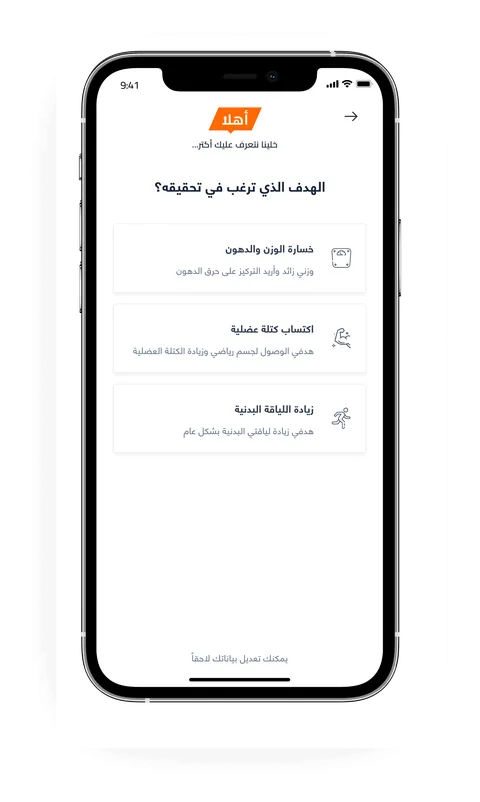 9:41
أهلا
خلينا نتعرف عليك أكتر...
الهدف الذي ترغب في تحقيقه؟
خسارة الوزن والدهون
وزني زائد وأريد التركيز على حرق الدهون
اكتساب كتلة عضلية
هدفي الوصول لجسم رياضي وزيادة الكتلة العضلية
زيادة اللياقة البدنية
هدفي زيادة لياقتي البدنية بشكل عام
يمكنك تعديل بياناتك لاحقاً